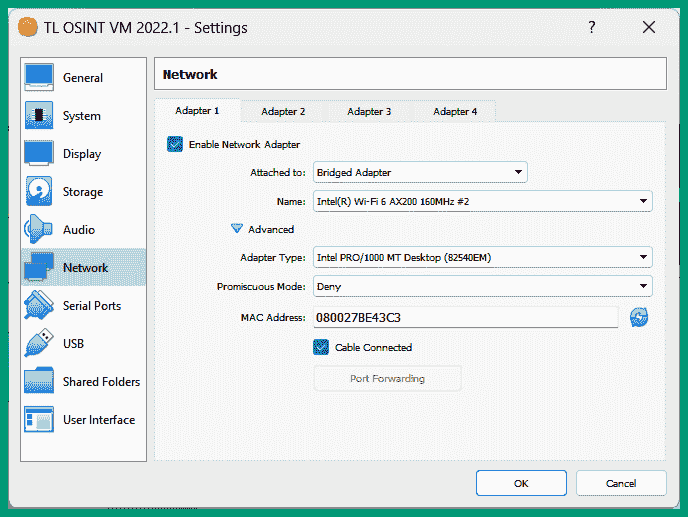 TL OSINT VM 2022.1 - Settings
?
General
System
Display
Storage
Audio
Network
Serial Ports
USB
Shared Folders
User Interface
Network
Adapter 1 Adapter 2 Adapter 3 Adapter 4
Enable Network Adapter
Attached to: Bridged Adapter
Name: Intel(R) Wi-Fi 6 AX200 160MHz #2
Advanced
Adapter Type: Intel PRO/1000 MT Desktop (82540EM)
Promiscuous Mode: Deny
MAC Address: 080027BE43C3
Cable Connected
Port Forwarding
OK Cancel